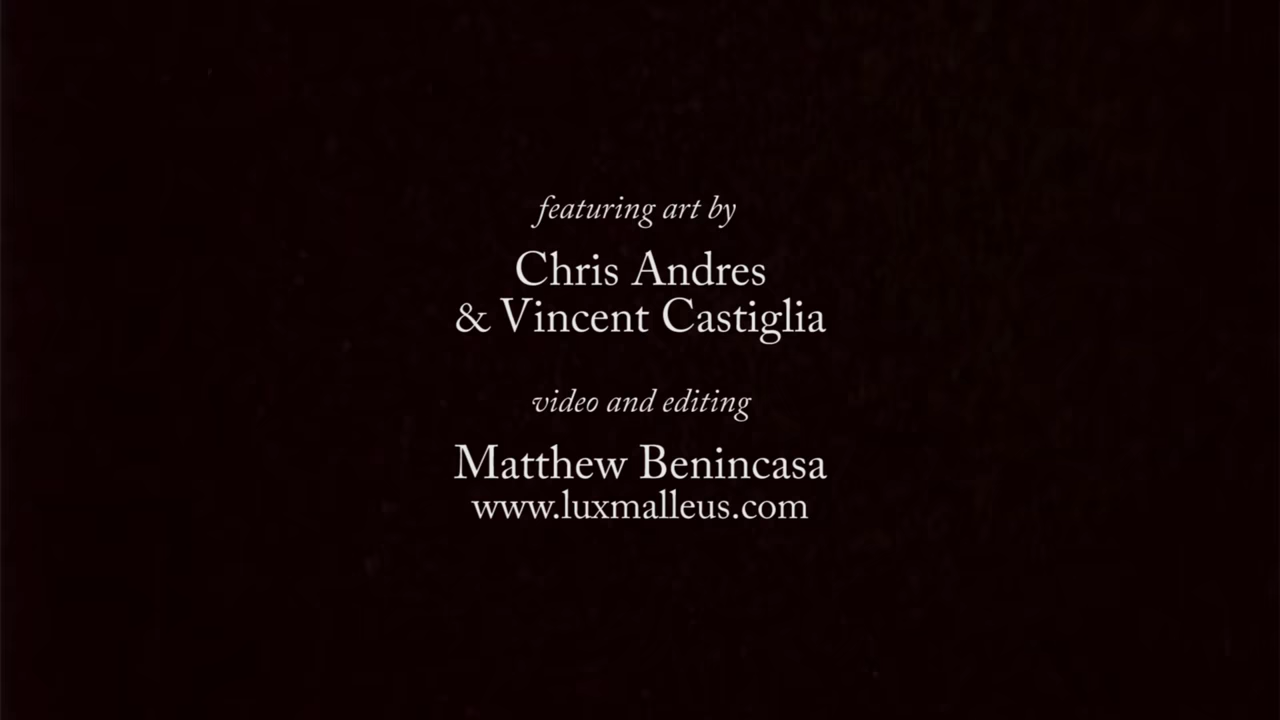 featuring art by
Chris Andres
& Vincent Castiglia
video and editing
Matthew Benincasa
www.luxmalleus.com